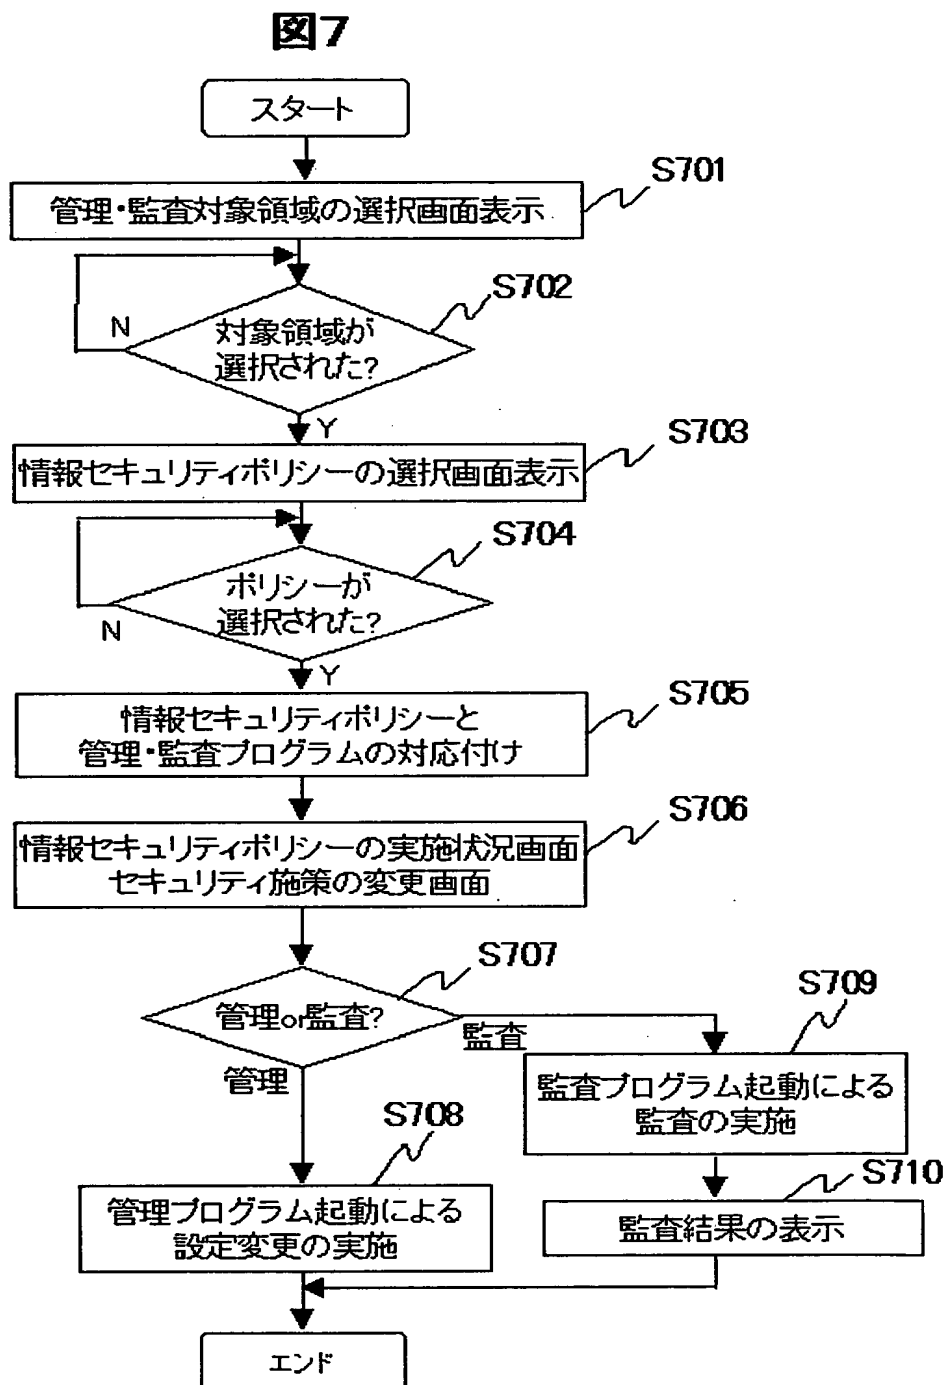 図7
スタート
S701
管理・監査対象領域の選択画面表示
S702
N
対象領域が
選択された?
Y
S703
情報セキュリティポリシーの選択画面表示
S704
ポリシーが
選択された?
N
Y
S705
情報セキュリティポリシーと
管理・監査プログラムの対応付け
S706
情報セキュリティポリシーの実施状況画面
セキュリティ施策の変更画面
S707
管理or監査?
監査
管理
S709
監査プログラム起動による
監査の実施
S708
管理プログラム起動による
設定変更の実施
S710
監査結果の表示
エンド